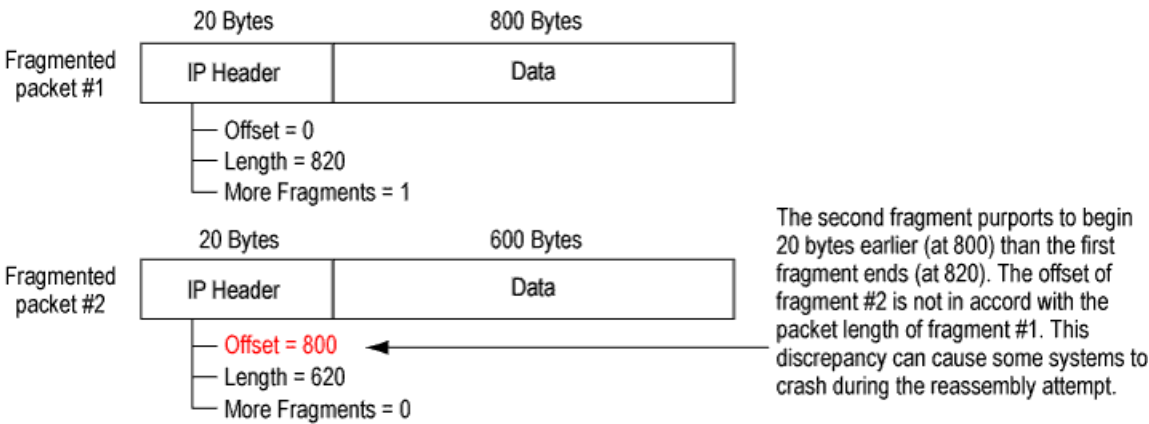 20 Bytes 800 Bytes
Fragmented
packet #1
IP Header Data
Offset = 0
Length = 820
More Fragments = 1
20 Bytes 600 Bytes
Fragmented
packet #2
IP Header Data
Offset = 800
Length = 620
More Fragments = 0
The second fragment purports to begin
20 bytes earlier (at 800) than the first
fragment ends (at 820). The offset of
fragment #2 is not in accord with the
packet length of fragment #1. This
discrepancy can cause some systems to
crash during the reassembly attempt.